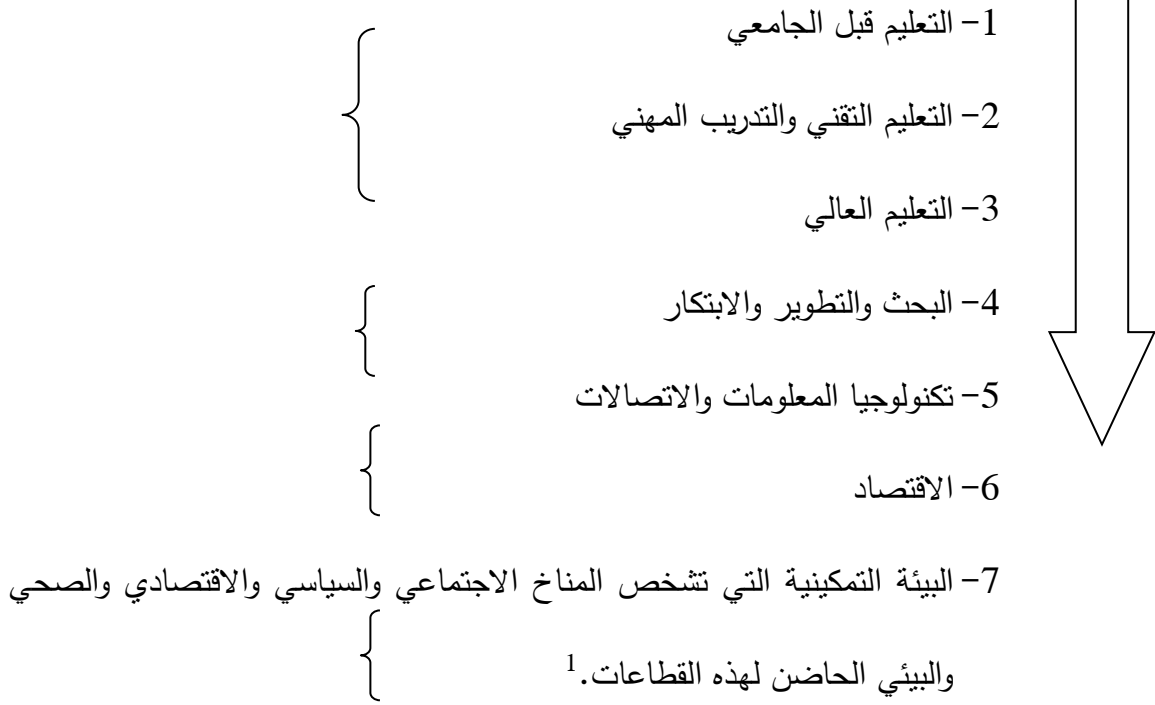 1- التعليم قبل الجامعي
2- التعليم التقني والتدريب المهني
3- التعليم العالي
4- البحث والتطوير والابتكار
5- تكنولوجيا المعلومات والاتصالات
6- الاقتصاد
7- البيئة التمكينية التي تشخص المناخ الاجتماعي والسياسي والاقتصادي والصحي
والبيئي الحاضن لهذه القطاعات.1